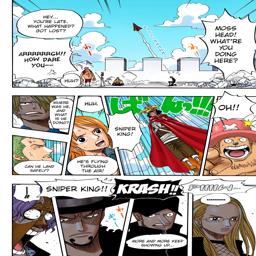 HEY...
YOU'RE LATE.
WHAT HAPPENED?
GOT LOST?
ARRRRRGH!!
HOW DARE
YOU—
HUH?
MOSS
HEAD!
WHAT'RE
YOU
DOING
HERE?
WHERE
WAS HE,
AND
WHAT IS
HE
DOING?
HUH.
SNIPER
KING!
OH!!
CAN HE LAND
SAFELY?
HE'S FLYING
THROUGH
THE AIR!
!
SNIPER KING!!
KRASH!!
MORE AND MORE
KEEP
SHOWING UP...